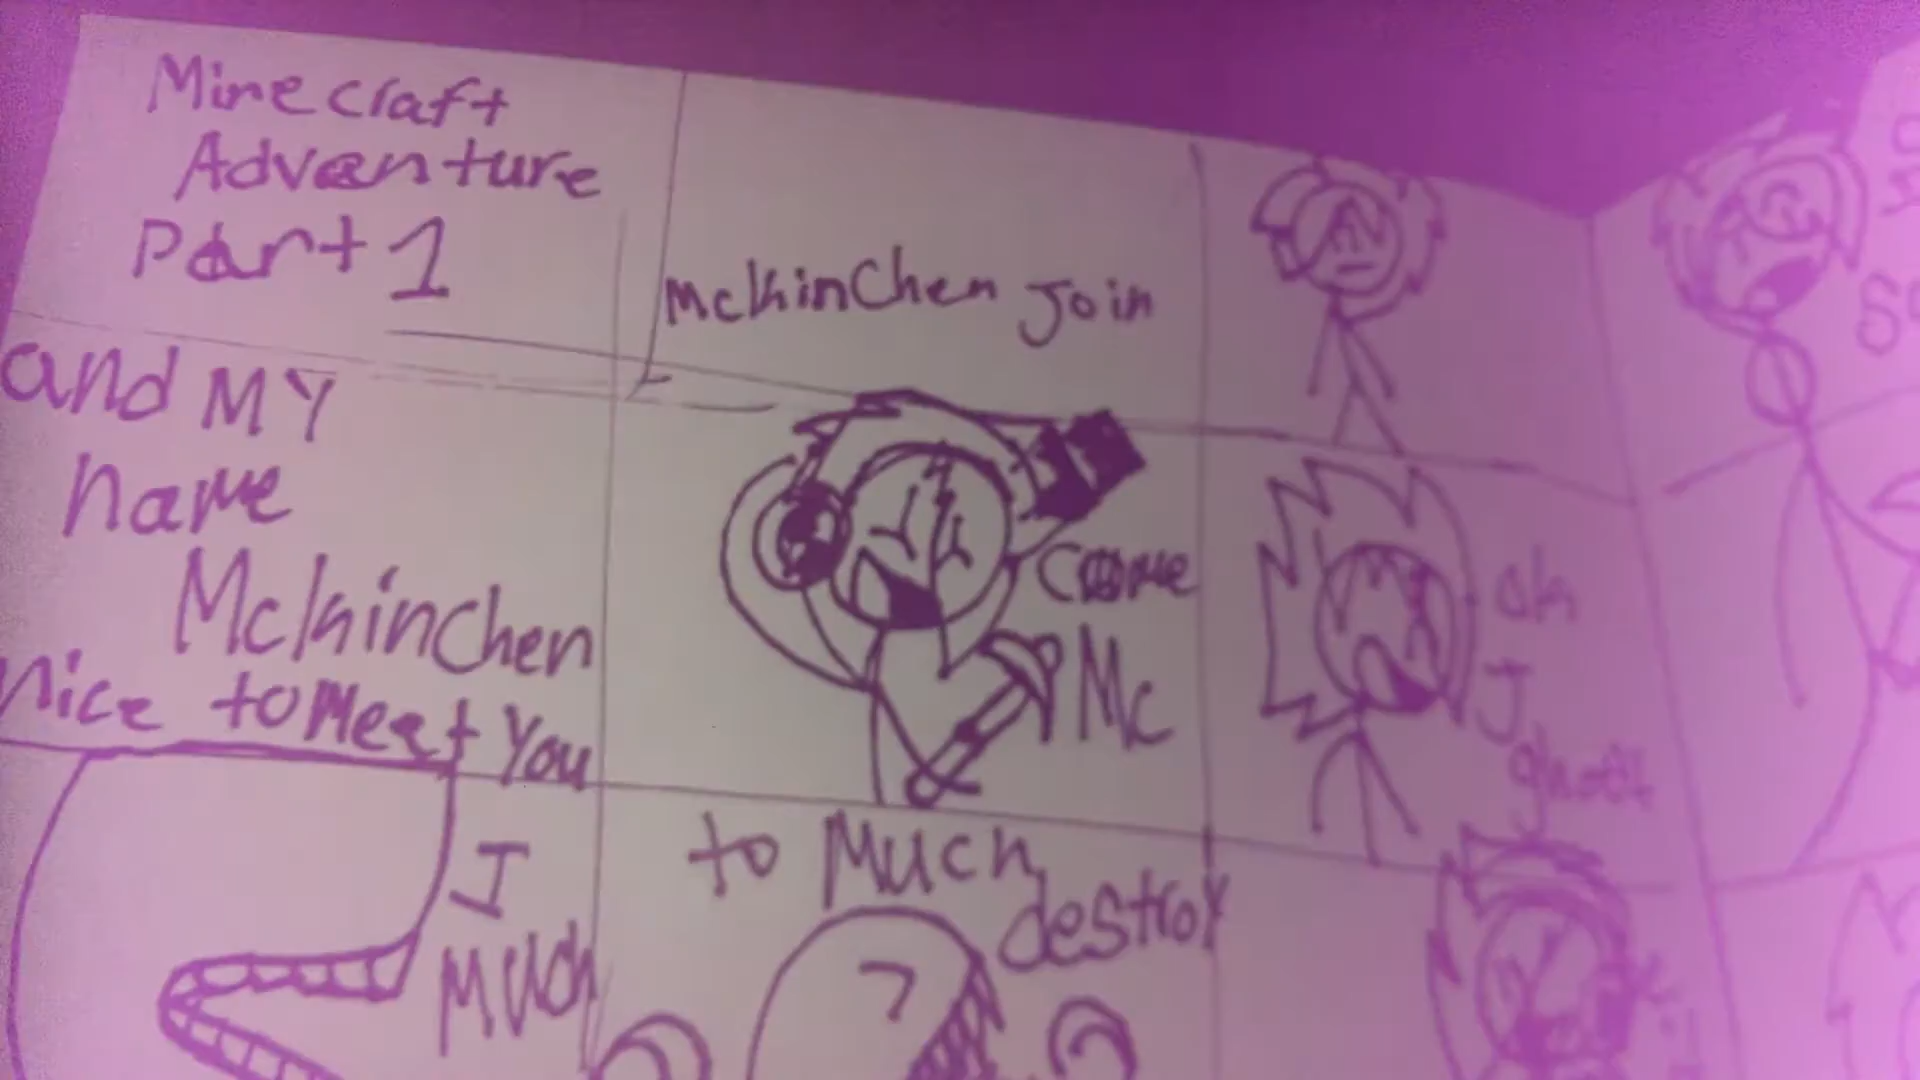 Minecraft
Adventure
Part 1
McKinChen Join
and MY
name
McKinChen
nice to Meet You
Come
Mc
oh
I
ghost
I
Much
to Much
destroy